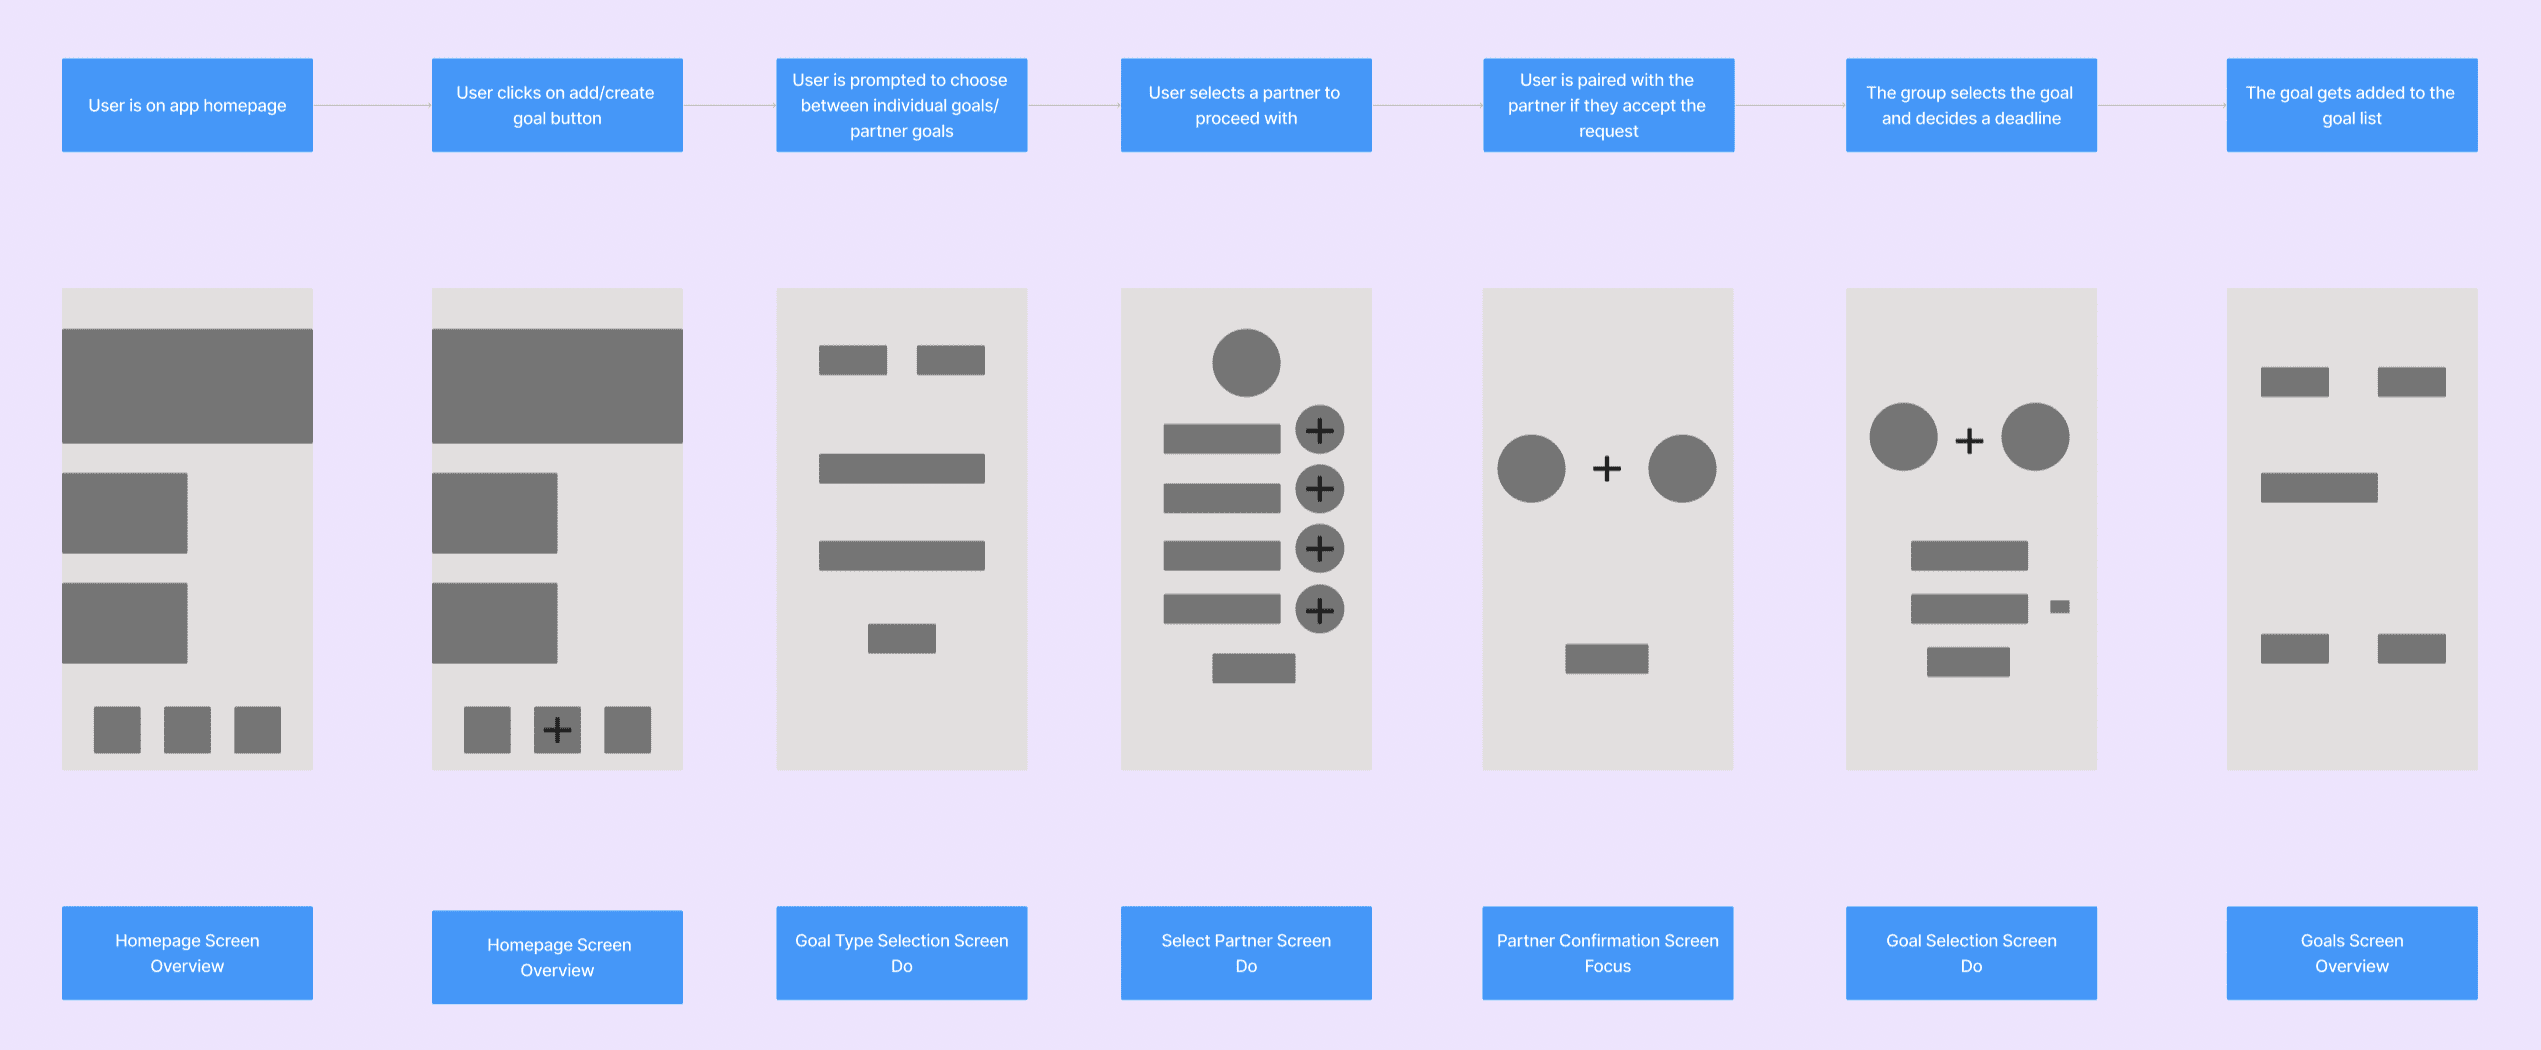 User is on app homepage
User clicks on add/create
goal button
User is prompted to choose
between individual goals/
partner goals
User selects a partner to
proceed with
User is paired with the
partner if they accept the
request
The group selects the goal
and decides a deadline
The goal gets added to the
goal list
Homepage Screen
Overview
Homepage Screen
Overview
Goal Type Selection Screen
Do
Select Partner Screen
Do
Partner Confirmation Screen
Focus
Goal Selection Screen
Do
Goals Screen
Overview